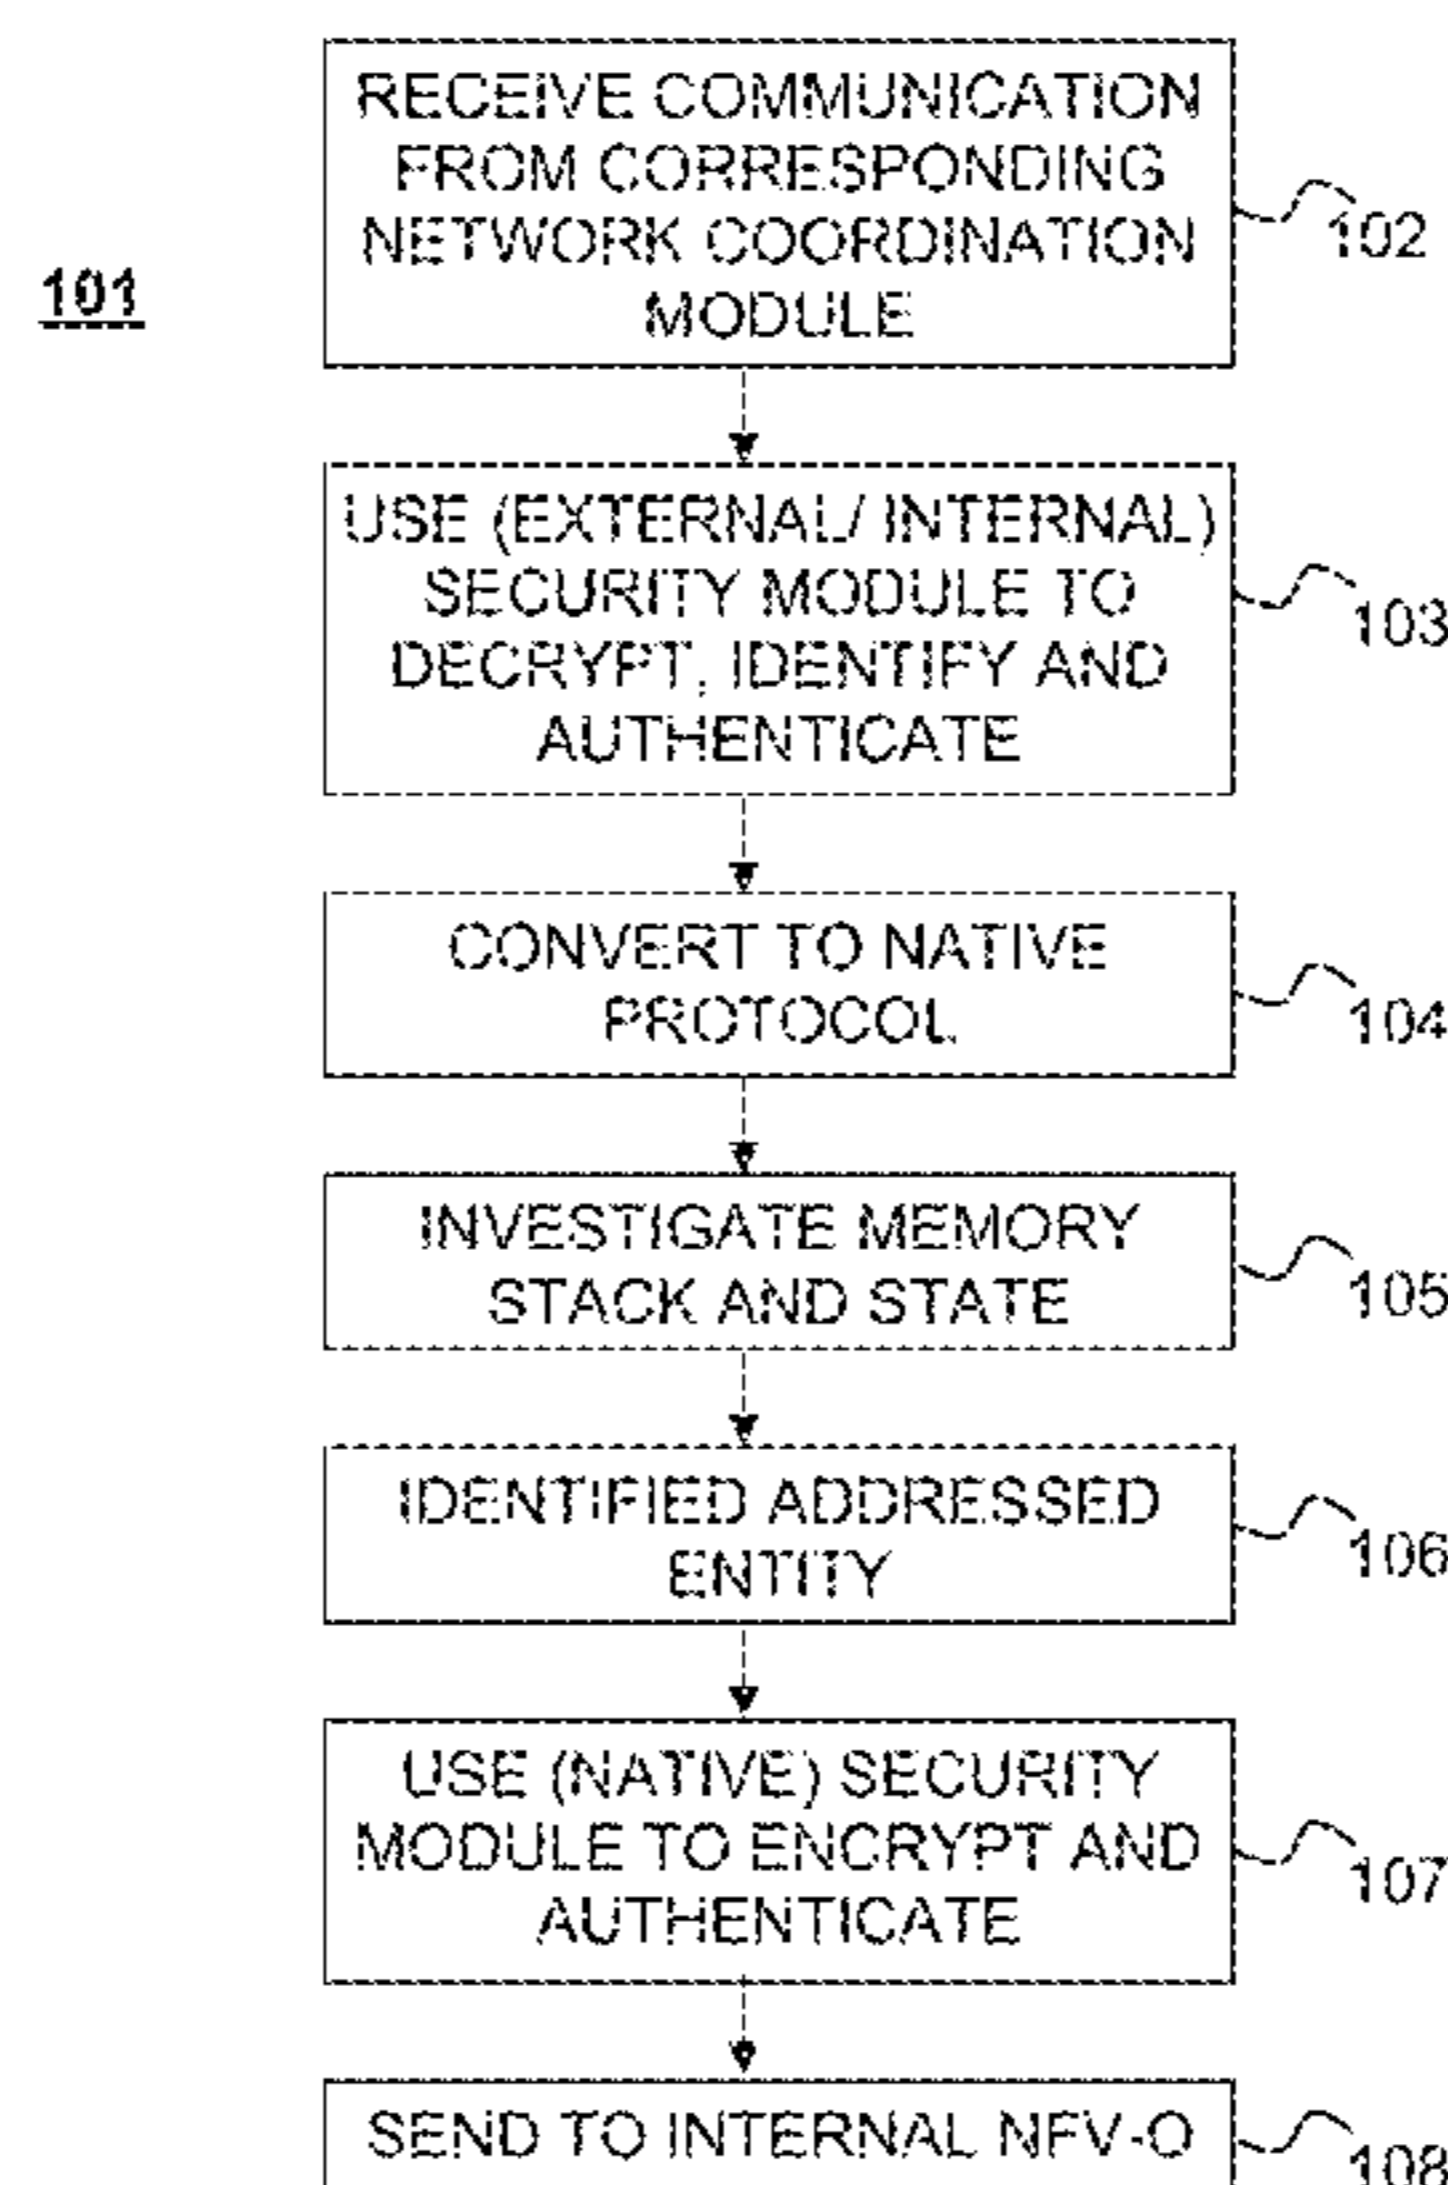 RECEIVE COMMUNICATION
FROM CORRESPONDING
NETWORK COORDINATION
MODULE
102
101
USE (EXTERNAL/ INTERNAL)
SECURITY MODULE TO
DECRYPT, IDENTIFY AND
AUTHENTICATE
103
CONVERT TO NATIVE
PROTOCOL
104
INVESTIGATE MEMORY
STACK AND STATE
105
IDENTIFIED ADDRESSED
ENTITY
106
USE (NATIVE) SECURITY
MODULE TO ENCRYPT AND
AUTHENTICATE
107
SEND TO INTERNAL NFV-O
108